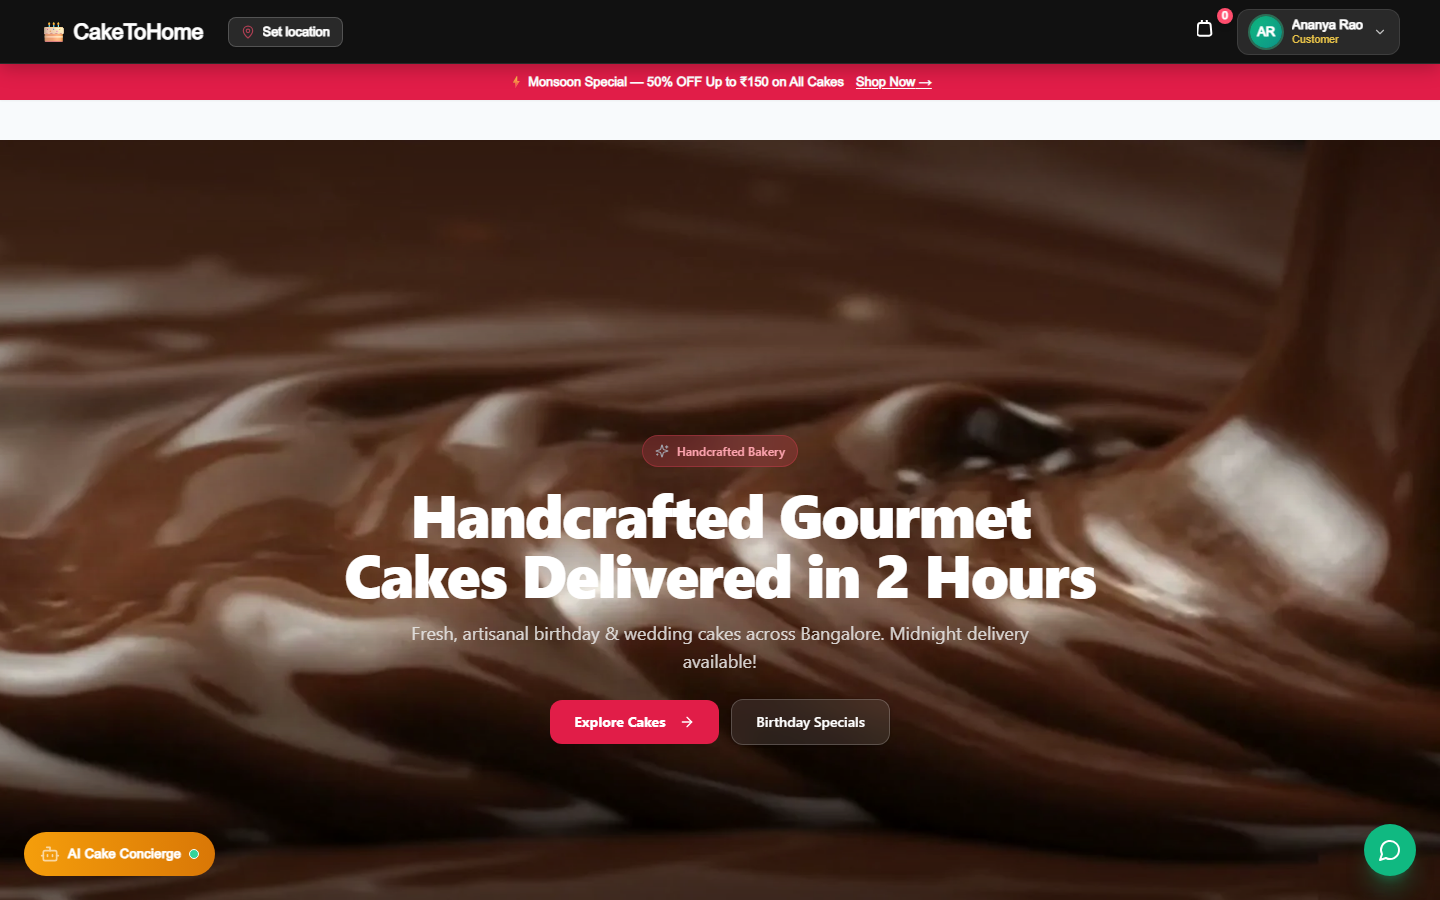 CakeToHome
Set location
0
AR
Ananya Rao
Customer
Monsoon Special — 50% OFF Up to ₹150 on All Cakes Shop Now →
Handcrafted Bakery
Handcrafted Gourmet
Cakes Delivered in 2 Hours
Fresh, artisanal birthday & wedding cakes across Bangalore. Midnight delivery
available!
Explore Cakes →
Birthday Specials
AI Cake Concierge